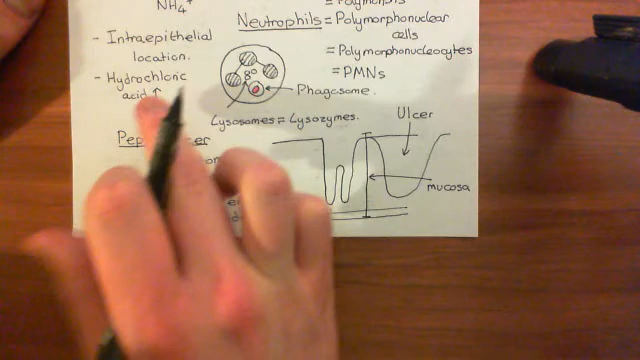 NH4+
Neutrophils = Polymorphonuclear
cells
= Polymorphonucleocytes
= PMNs
- Intraepithelial
location.
- Hydrochloric
acid ↑
Phagosome.
Lysosomes = Lysozymes.
Ulcer
mucosa